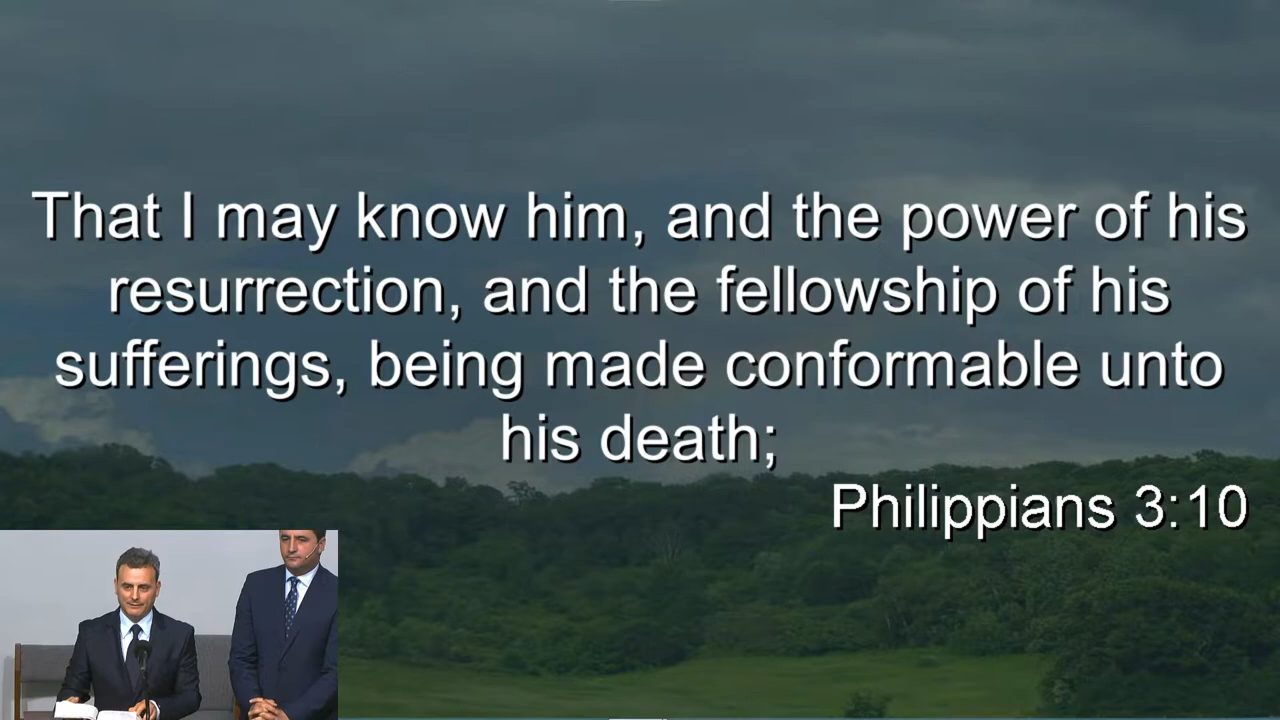 That I may know him, and the power of his
resurrection, and the fellowship of his
sufferings, being made conformable unto
his death;
Philippians 3:10